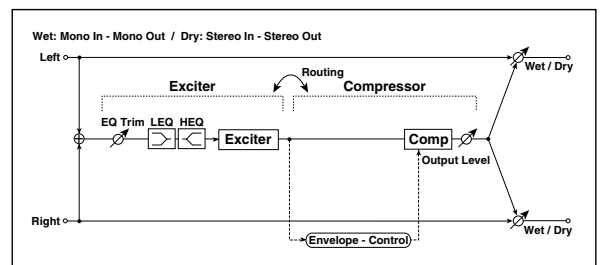 Wet: Mono In - Mono Out / Dry: Stereo In - Stereo Out
Left
Wet / Dry
Routing
Exciter
Compressor
EQ Trim
LEQ
HEQ
Exciter
Comp
Output Level
Right
Wet / Dry
Envelope - Control